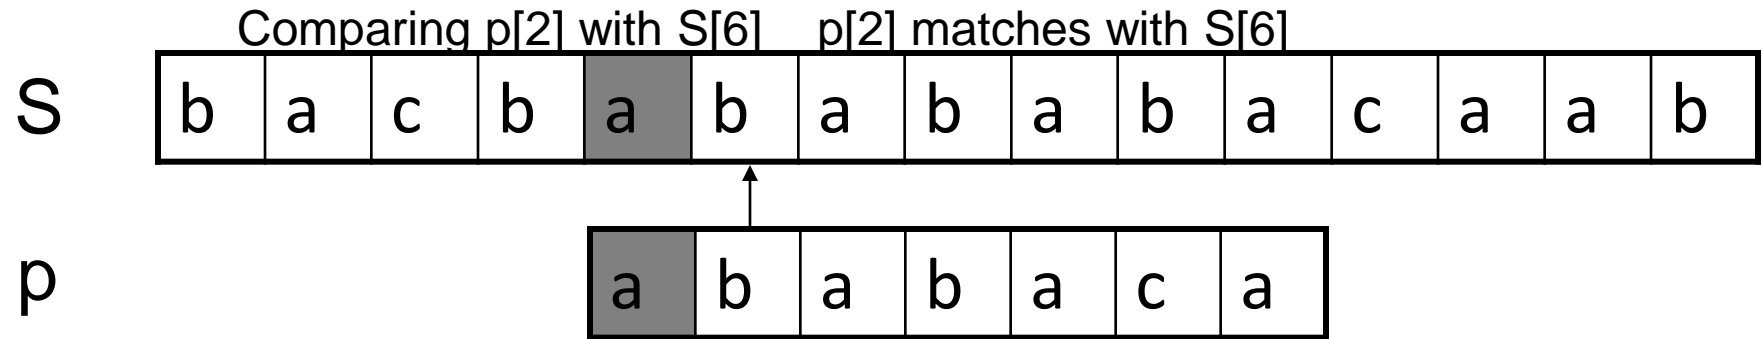 Comparing p[2] with S[6] p[2] matches with S[6]
S b a c b a b a b a b a c a a b
p a b a b a c a